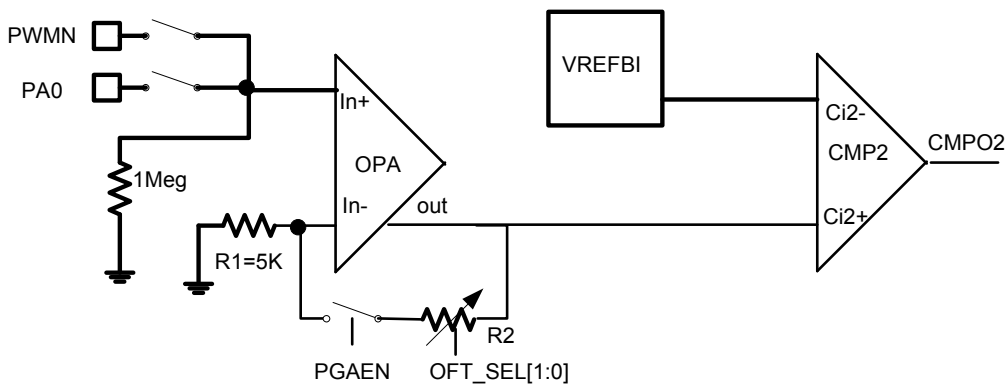 PWMN
PA0
1Meg
In+
OPA
In-
out
R1=5K
PGAEN
OFT_SEL[1:0]
R2
VREFBI
Ci2-
CMP2
Ci2+
CMPO2